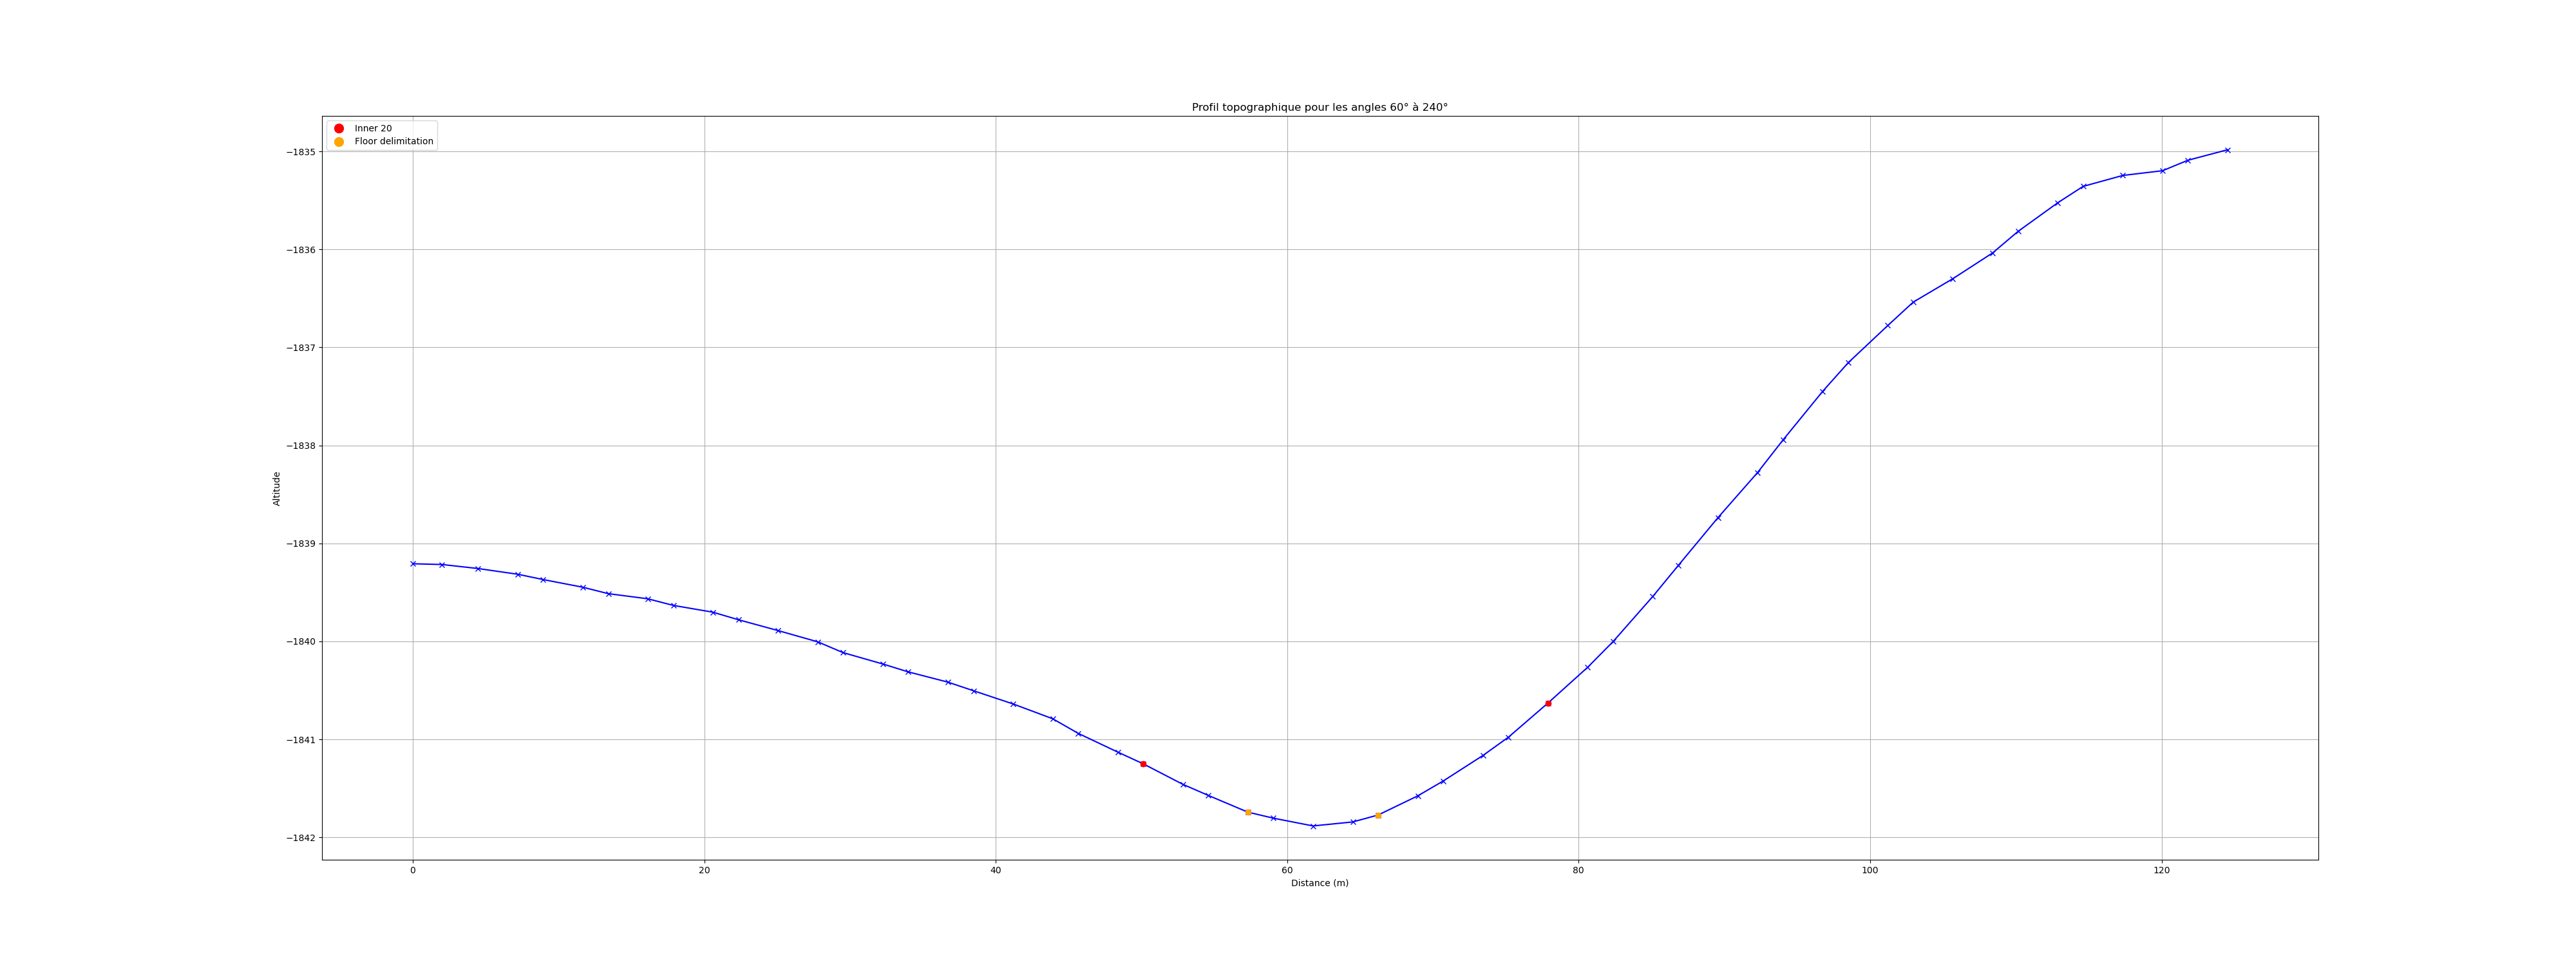 Profil topographique pour les angles 60° à 240°
Inner 20
Floor delimitation
−1835
−1836
−1837
−1838
−1839
−1840
−1841
−1842
Altitude
0 20 40 60 80 100 120
Distance (m)